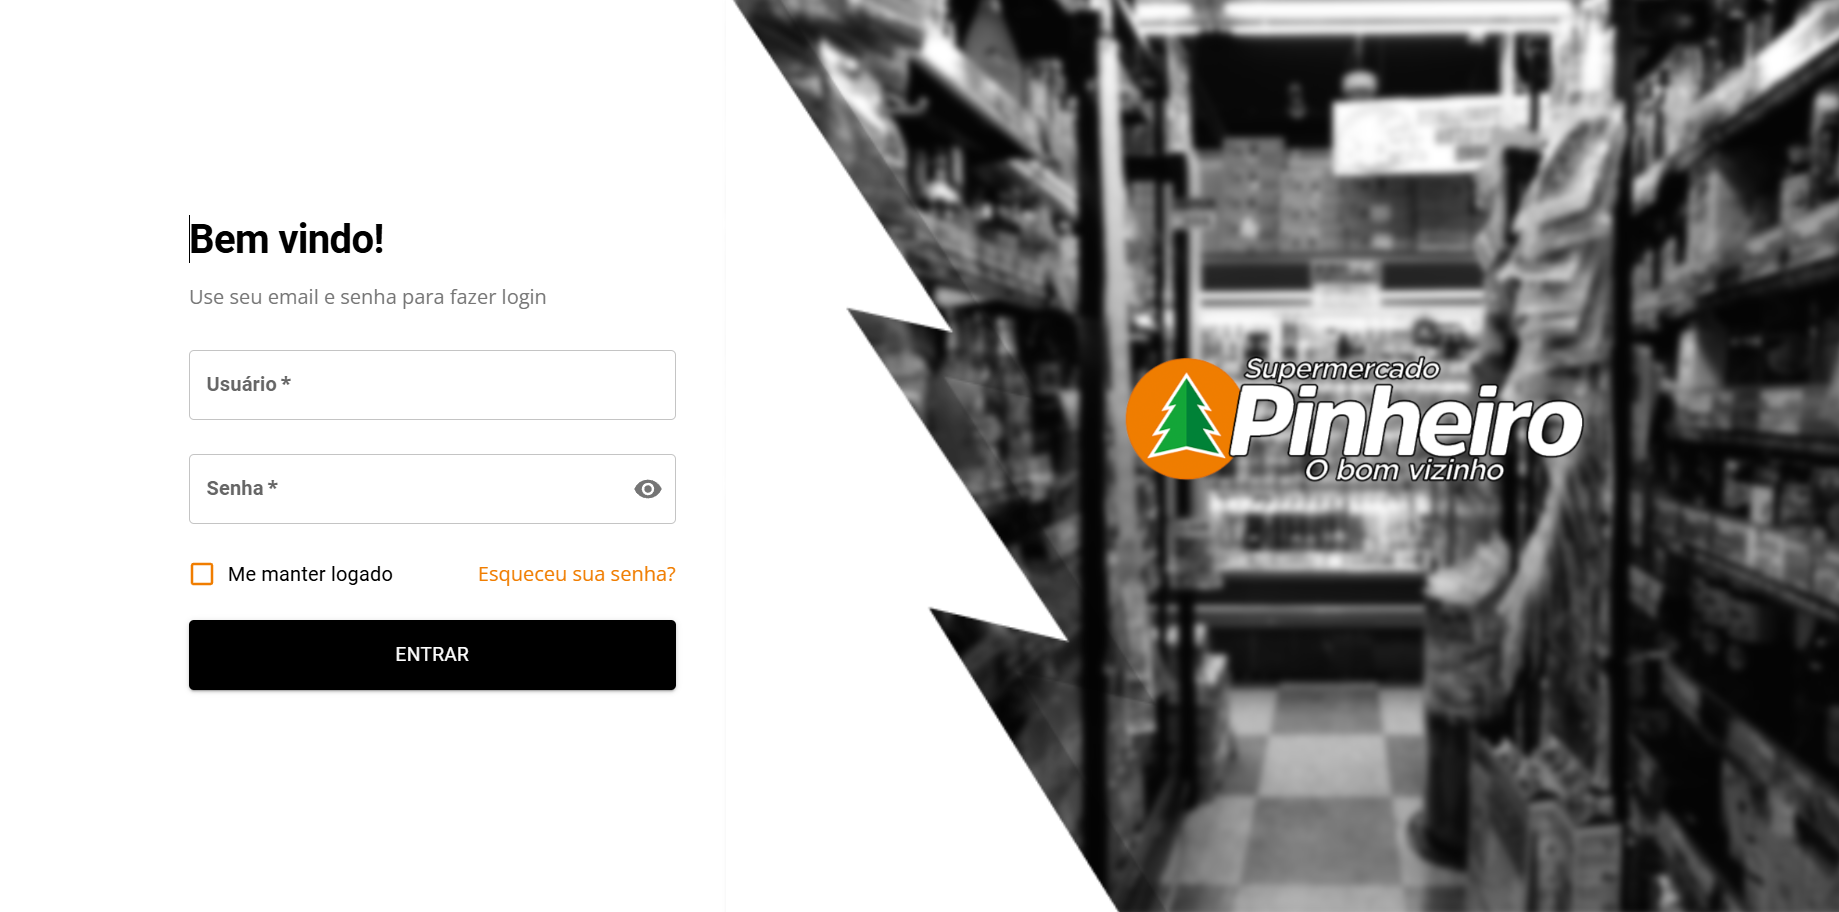 Bem vindo!
Use seu email e senha para fazer login
Usuário *
Senha *
Me manter logado
Esqueceu sua senha?
ENTRAR
Supermercado
Pinheiro
O bom vizinho